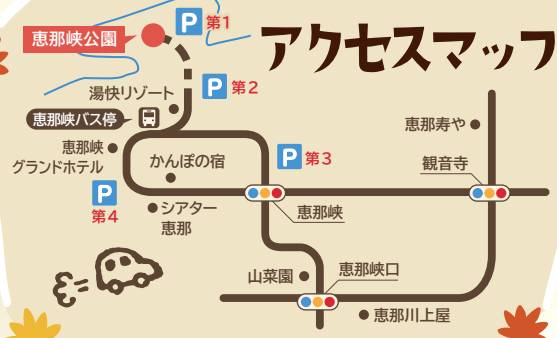 アクセスマップ
P 第1
恵那峡公園
P 第2
湯快リゾート
恵那峡バス停
恵那寿や
恵那峡
グランドホテル
かんぽの宿
P 第3
観音寺
P
第4
シアター
恵那
恵那峡
山菜園
恵那峡口
恵那川上屋